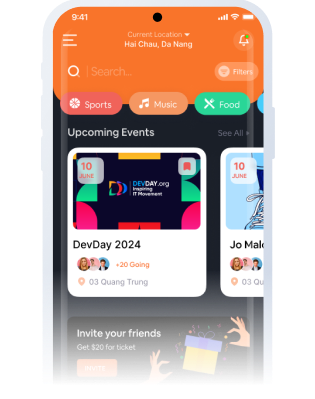 9:41
Current Location
Hai Chau, Da Nang
Search...
Filters
Sports
Music
Food
Upcoming Events
See All
10
JUNE
DEVDAY.org
Inspiring
IT Movement
10
JUNE
DevDay 2024
Jo Malo
+20 Going
03 Quang Trung
03 Qu
Invite your friends
Get $20 for ticket
INVITE